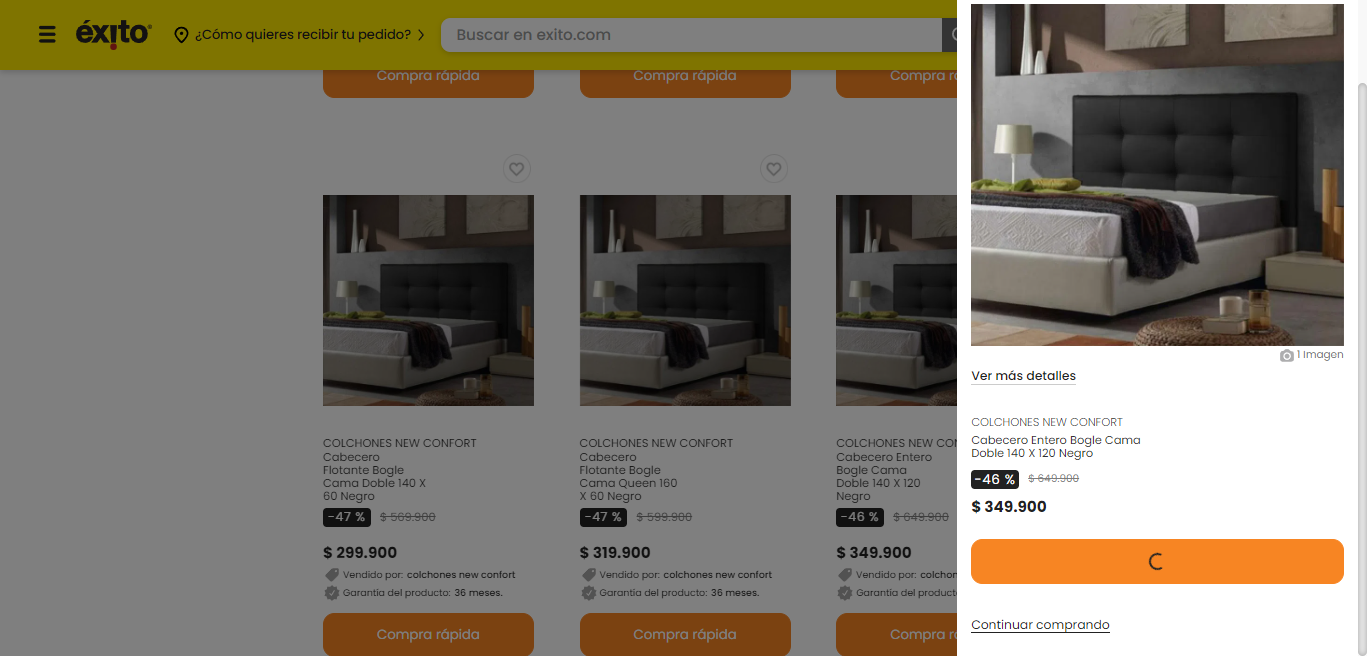 éxito
¿Cómo quieres recibir tu pedido?
Buscar en exito.com
Compra rápida
Compra rápida
Compra
COLCHONES NEW CONFORT
Cabecero
Flotante Bogle
Cama Doble 140 X
60 Negro
-47 % $ 569.900
$ 299.900
Vendido por: colchones new confort
Garantía del producto: 36 meses.
Compra rápida
COLCHONES NEW CONFORT
Cabecero
Flotante Bogle
Cama Queen 160
X 60 Negro
-47 % $ 599.900
$ 319.900
Vendido por: colchones new confort
Garantía del producto: 36 meses.
Compra rápida
COLCHONES NEW CON
Cabecero Entero
Bogle Cama
Doble 140 X 120
Negro
-46 % $ 649.900
$ 349.900
Vendido por: colchon
Garantía del product
Compra
1 Imagen
Ver más detalles
COLCHONES NEW CONFORT
Cabecero Entero Bogle Cama
Doble 140 X 120 Negro
-46 % $ 649.900
$ 349.900
Continuar comprando